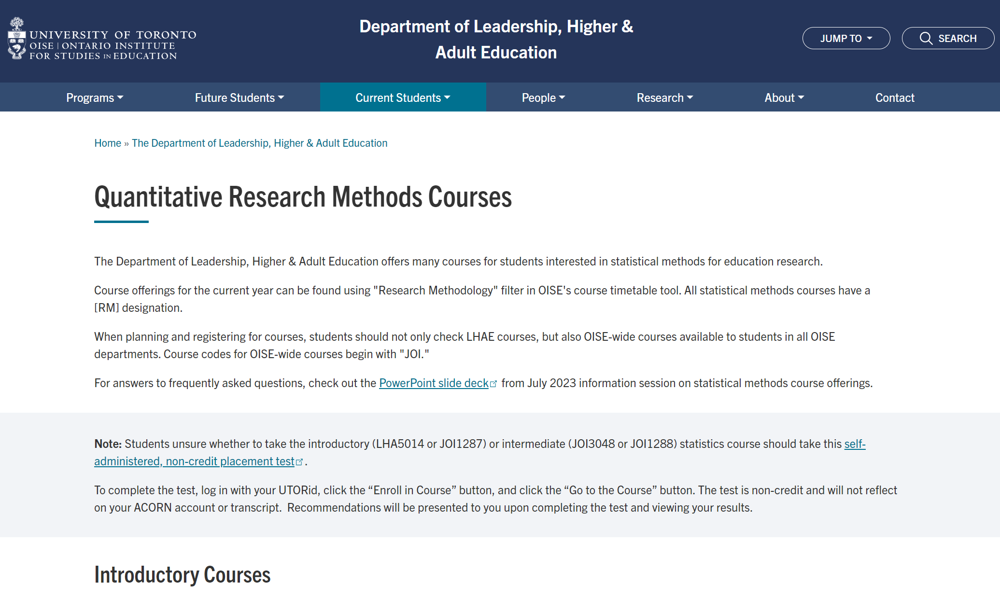 UNIVERSITY OF TORONTO
OISE | ONTARIO INSTITUTE
FOR STUDIES IN EDUCATION
Department of Leadership, Higher &
Adult Education
JUMP TO
SEARCH
Programs
Future Students
Current Students
People
Research
About
Contact
Home » The Department of Leadership, Higher & Adult Education
Quantitative Research Methods Courses
The Department of Leadership, Higher & Adult Education offers many courses for students interested in statistical methods for education research.
Course offerings for the current year can be found using "Research Methodology" filter in OISE's course timetable tool. All statistical methods courses have a
[RM] designation.
When planning and registering for courses, students should not only check LHAE courses, but also OISE-wide courses available to students in all OISE
departments. Course codes for OISE-wide courses begin with "JOI."
For answers to frequently asked questions, check out the PowerPoint slide deck from July 2023 information session on statistical methods course offerings.
Note: Students unsure whether to take the introductory (LHA5014 or JOI1287) or intermediate (JOI3048 or JOI1288) statistics course should take this self-
administered, non-credit placement test.
To complete the test, log in with your UTORid, click the “Enroll in Course” button, and click the “Go to the Course” button. The test is non-credit and will not reflect
on your ACORN account or transcript.  Recommendations will be presented to you upon completing the test and viewing your results.
Introductory Courses